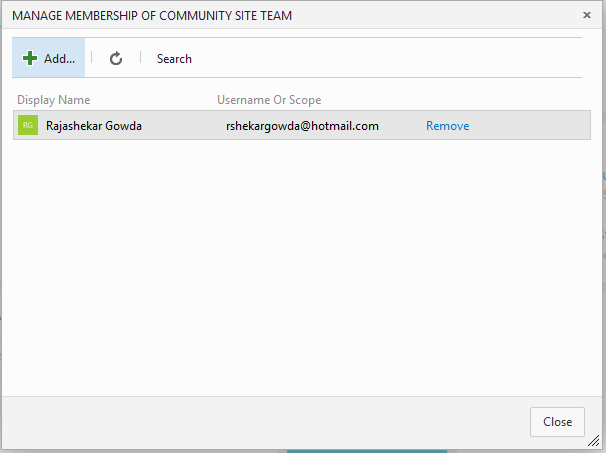 MANAGE MEMBERSHIP OF COMMUNITY SITE TEAM
Add... Search
Display Name Username Or Scope
RG Rajashekar Gowda rshekargowda@hotmail.com Remove
Close